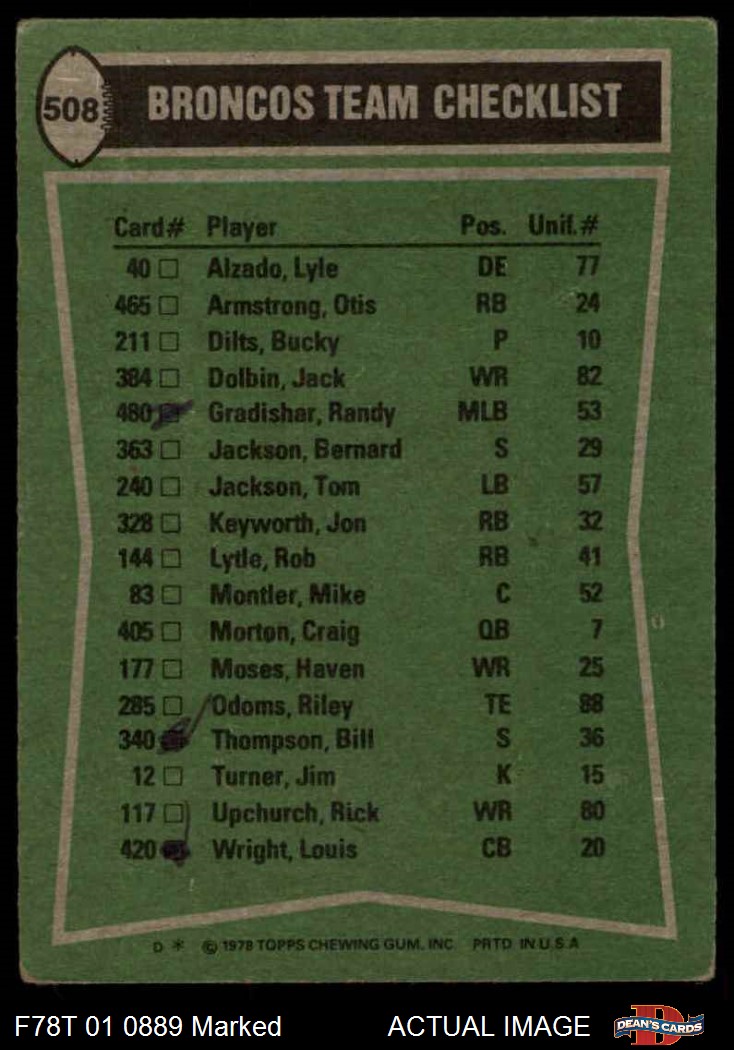 508 BRONCOS TEAM CHECKLIST
Card# Player Pos. Unif.#
40 □ Alzado, Lyle DE 77
465 □ Armstrong, Otis RB 24
211 □ Dilts, Bucky P 10
384 □ Dolbin, Jack WR 82
480 Gradishar, Randy MLB 53
363 □ Jackson, Bernard S 29
240 □ Jackson, Tom LB 57
328 □ Keyworth, Jon RB 32
144 □ Lytle, Rob RB 41
83 □ Montler, Mike C 52
405 □ Morton, Craig QB 7
177 □ Moses, Haven WR 25
285 □ Odoms, Riley TE 88
340 Thompson, Bill S 36
12 □ Turner, Jim K 15
117 □ Upchurch, Rick WR 80
420 Wright, Louis CB 20
D * © 1978 TOPPS CHEWING GUM, INC. PRTD. IN U.S.A
F78T 01 0889 Marked ACTUAL IMAGE DEAN'S CARDS